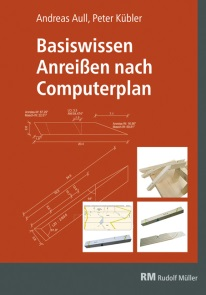 Andreas Aull, Peter Kübler
Basiswissen
Anreißen nach
Computerplan
RM Rudolf Müller